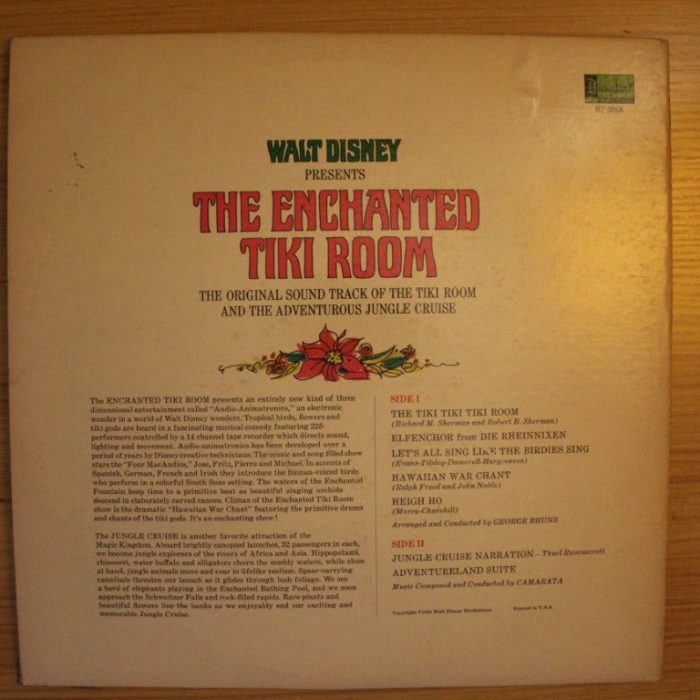 Disneyland
RECORDS
ST-3966
WALT DISNEY
PRESENTS
THE ENCHANTED
TIKI ROOM
THE ORIGINAL SOUND TRACK OF THE TIKI ROOM
AND THE ADVENTUROUS JUNGLE CRUISE
The ENCHANTED TIKI ROOM presents an entirely new kind of three
dimensional entertainment called "Audio-Animatronics," an electronic
wonder in a world of Walt Disney wonders. Tropical birds, flowers and
tiki gods are heard in a fascinating musical comedy featuring 225
performers controlled by a 14 channel tape recorder which directs sound,
lighting and movement. Audio-animatronics has been developed over a
period of years by Disney creative technicians. The music and song filled show
stars the "Four MacAudios," Jose, Fritz, Pierre and Michael. In accents of
Spanish, German, French and Irish they introduce the human-voiced birds
who perform in a colorful South Seas setting. The waters of the Enchanted
Fountain keep time to a primitive beat as beautiful singing orchids
descend in elaborately carved canoes. Climax of the Enchanted Tiki Room
show is the dramatic "Hawaiian War Chant" featuring the primitive drums
and chants of the tiki gods. It's an enchanting show!
The JUNGLE CRUISE is another favorite attraction of the
Magic Kingdom. Aboard brightly canopied launches, 32 passengers in each,
we become jungle explorers of the rivers of Africa and Asia. Hippopotami,
rhinoceri, water buffalo and alligators churn the muddy waters, while close
at hand, jungle animals move and roar in lifelike realism. Spear-carrying
cannibals threaten our launch as it glides through lush foliage. We see
a herd of elephants playing in the Enchanted Bathing Pool, and we soon
approach the Schweitzer Falls and rock-filled rapids. Rare plants and
beautiful flowers line the banks as we enjoyably end our exciting and
memorable Jungle Cruise.
SIDE I
THE TIKI TIKI TIKI ROOM
(Richard M. Sherman and Robert B. Sherman)
ELFENCHOR from DIE RHEINNIXEN
LET'S ALL SING LIKE THE BIRDIES SING
(Evans-Tilsley-Damerell-Hargreaves)
HAWAIIAN WAR CHANT
(Ralph Freed and John Noble)
HEIGH HO
(Morey-Churchill)
Arranged and Conducted by GEORGE BRUNS
SIDE II
JUNGLE CRUISE NARRATION – Thurl Ravenscroft
ADVENTURELAND SUITE
Music Composed and Conducted by CAMARATA
Copyright © 1968 Walt Disney Productions Printed in U.S.A.